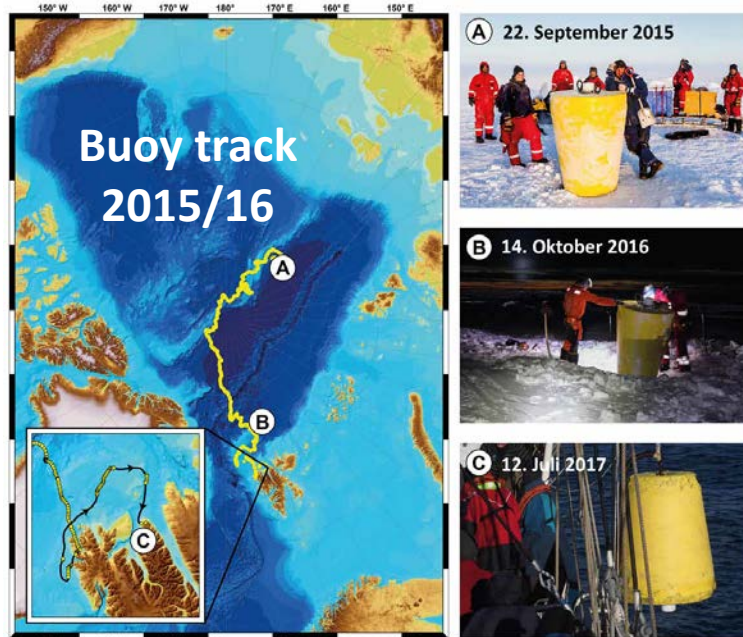 150° W
160° W
170° W
180°
170° E
160° E
150° E
Buoy track
2015/16
A
B
C
A 22. September 2015
B 14. Oktober 2016
C 12. Juli 2017